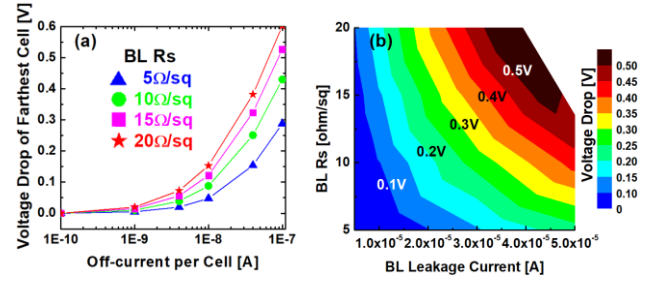 (a)
BL Rs
5Ω/sq
10Ω/sq
15Ω/sq
20Ω/sq
Voltage Drop of Farthest Cell [V]
0.6
0.5
0.4
0.3
0.2
0.1
0.0
1E-10 1E-9 1E-8 1E-7
Off-current per Cell [A]
(b)
BL Rs [ohm/sq]
20
15
10
5
0.5V
0.4V
0.3V
0.2V
0.1V
1.0x10⁻⁵ 2.0x10⁻⁵ 3.0x10⁻⁵ 4.0x10⁻⁵ 5.0x10⁻⁵
BL Leakage Current [A]
Voltage Drop [V]
0.50
0.45
0.40
0.35
0.30
0.25
0.20
0.15
0.10
0